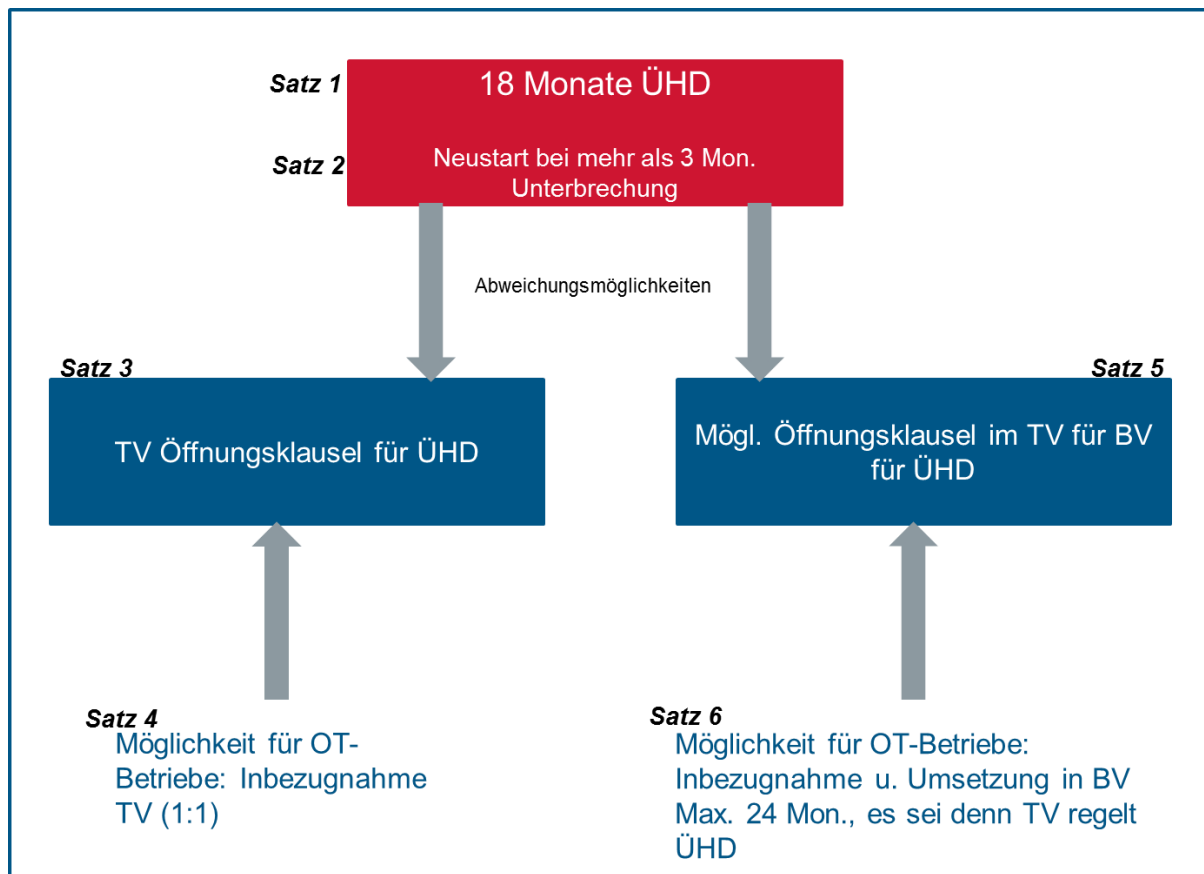 Satz 1
18 Monate ÜHD
Satz 2
Neustart bei mehr als 3 Mon.
Unterbrechung
Abweichungsmöglichkeiten
Satz 3
TV Öffnungsklausel für ÜHD
Satz 5
Mögl. Öffnungsklausel im TV für BV
für ÜHD
Satz 4
Möglichkeit für OT-
Betriebe: Inbezugnahme
TV (1:1)
Satz 6
Möglichkeit für OT-Betriebe:
Inbezugnahme u. Umsetzung in BV
Max. 24 Mon., es sei denn TV regelt
ÜHD